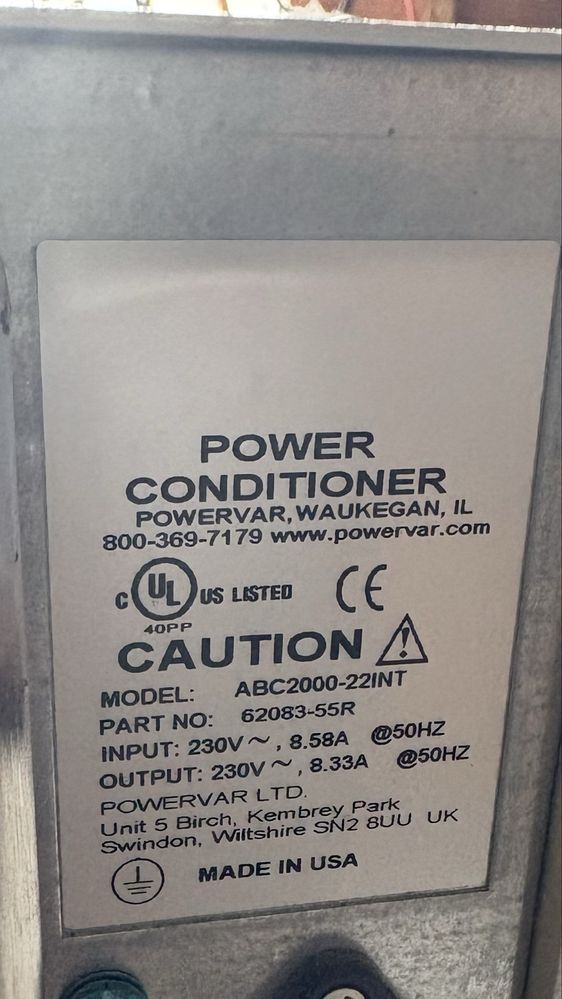 POWER
CONDITIONER
POWERVAR, WAUKEGAN, IL
800-369-7179 www.powervar.com
C UL US LISTED CE
40PP
CAUTION
MODEL: ABC2000-22INT
PART NO: 62083-55R
INPUT: 230V ~ , 8.58A @50HZ
OUTPUT: 230V ~ , 8.33A @50HZ
POWERVAR LTD.
Unit 5 Birch, Kembrey Park
Swindon, Wiltshire SN2 8UU UK
MADE IN USA